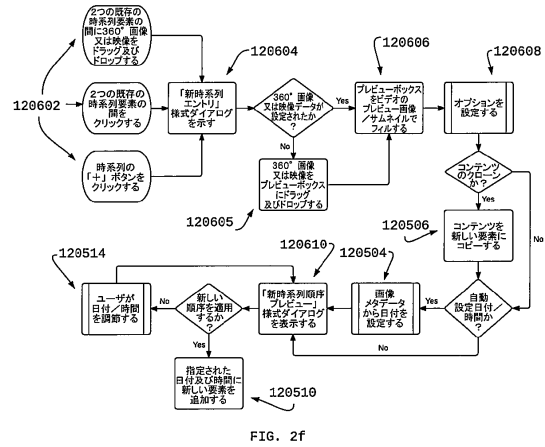 2つの既存の
時系列要素の
間に360°画像
又は映像を
ドラッグ及び
ドロップする
120602
2つの既存の
時系列要素の
間を
クリックする
時系列の
「+」ボタンを
クリックする
120604
「新時系列
エントリ」
様式ダイアログ
を示す
360°画像
又は映像データが
設定されたか
?
Yes
No
360°画像
又は映像を
プレビューボックス
にドラッグ
及びドロップする
120605
120606
プレビューボックス
をビデオの
プレビュー画像
/サムネイルで
フィルする
120608
オプションを
設定する
コンテンツ
のクローン
か?
Yes
No
120506
コンテンツを
新しい要素に
コピーする
自動
設定日付/
時間か
?
Yes
No
120504
画像
メタデータ
から日付を
設定する
120610
「新時系列順序
プレビュー」
様式ダイアログ
を表示する
新しい
順序を適用
するか
?
No
Yes
120514
ユーザが
日付/時間
を調節する
指定された
日付及び時間に
新しい要素を
追加する
120510
FIG. 2f